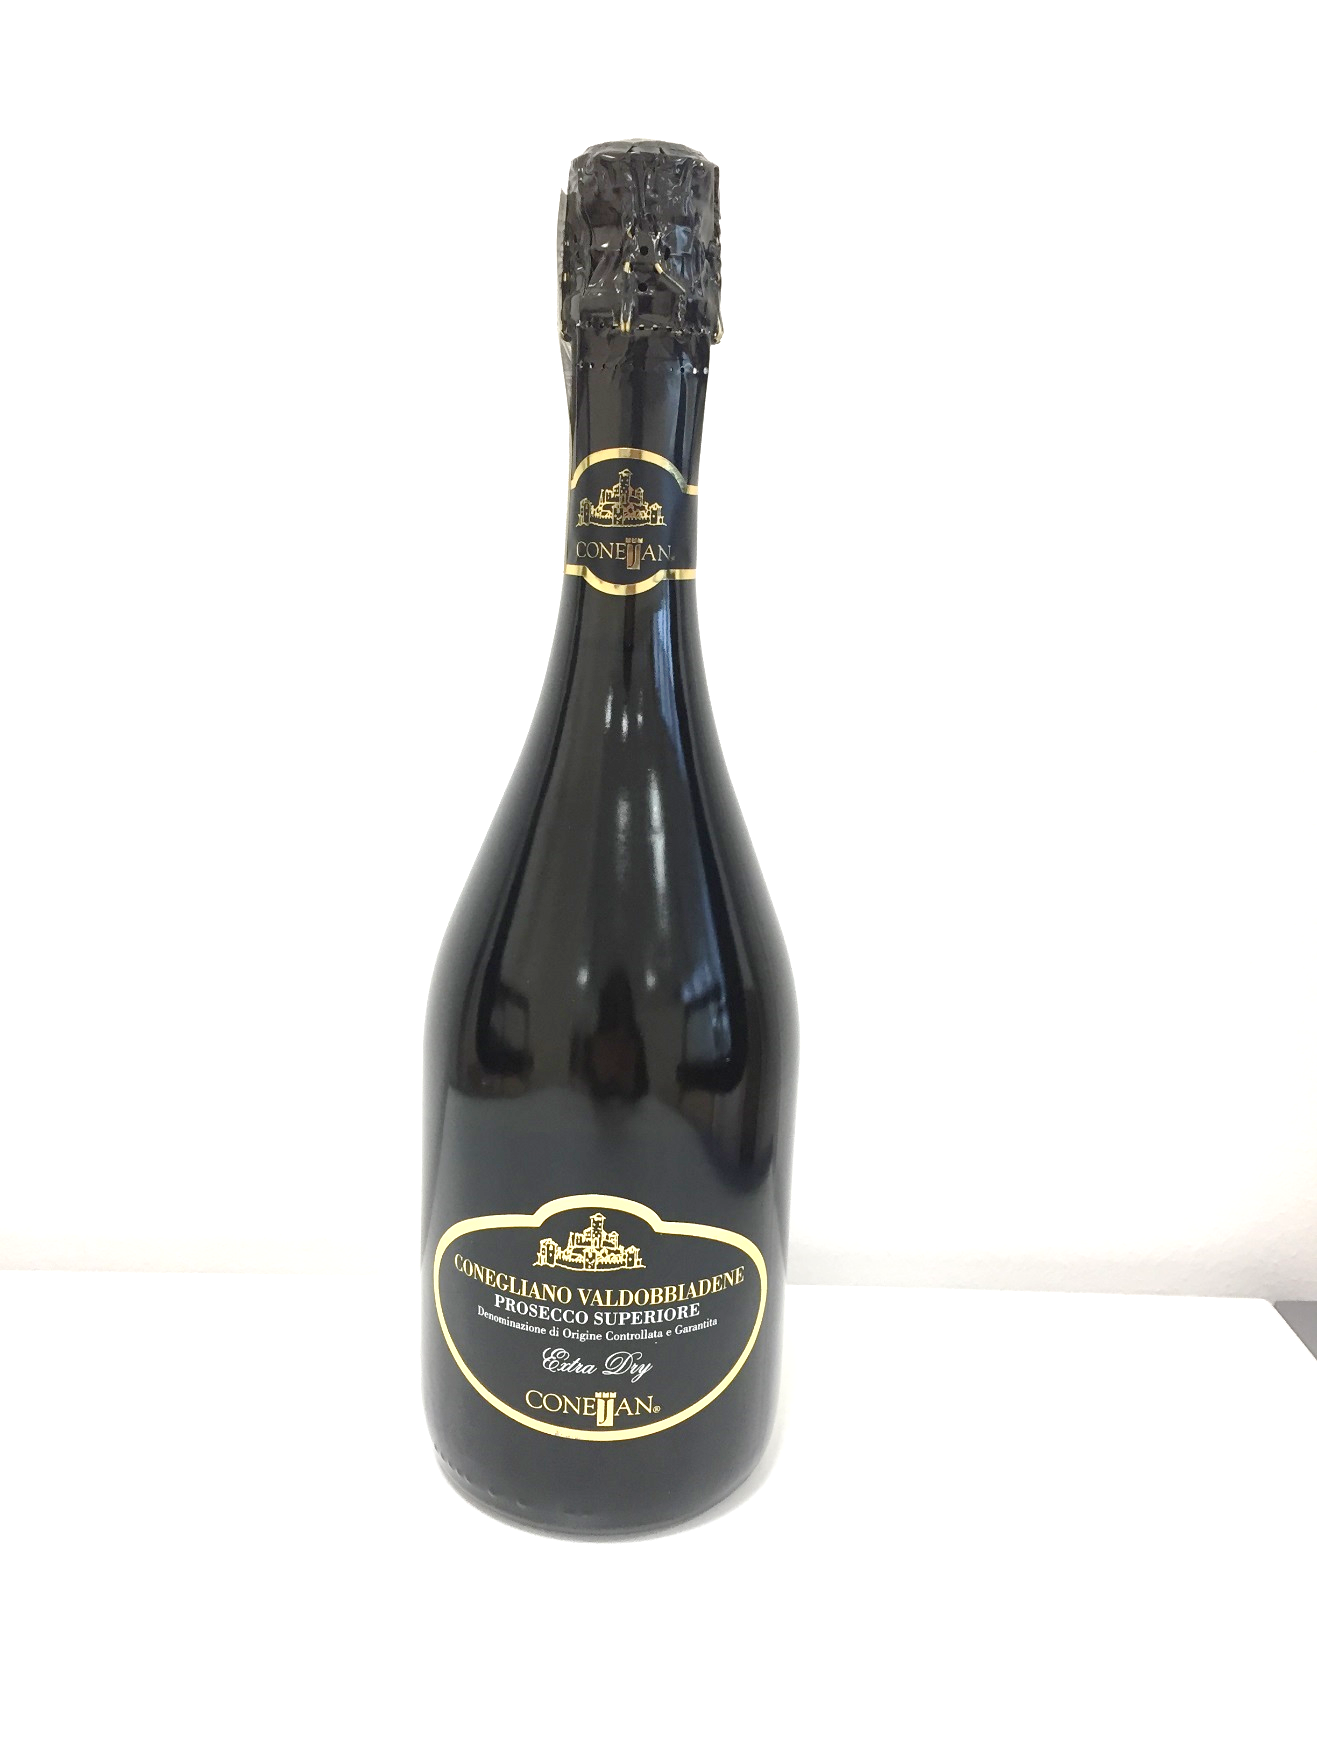 CONEJAN
CONEGLIANO VALDOBBIADENE
PROSECCO SUPERIORE
Denominazione di Origine Controllata e Garantita
Extra Dry
CONEJAN®